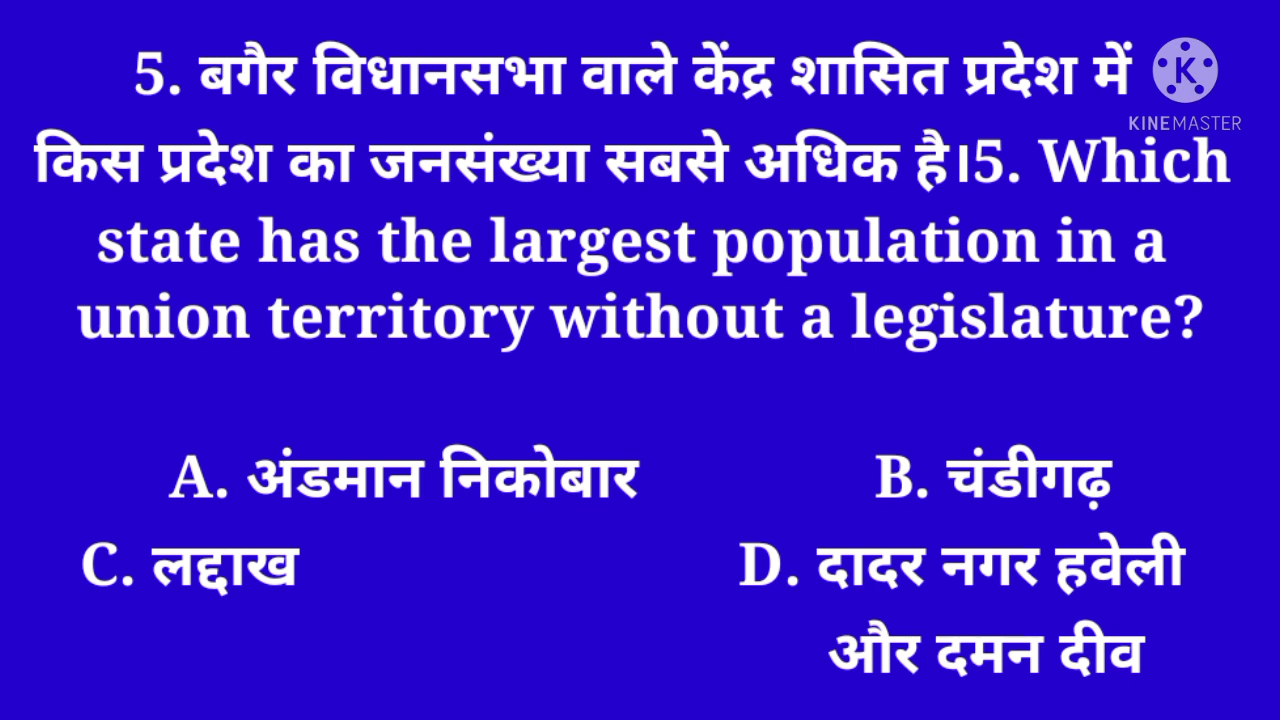 5. बगैर विधानसभा वाले केंद्र शासित प्रदेश में
KINEMASTER
किस प्रदेश का जनसंख्या सबसे अधिक है।5. Which
state has the largest population in a
union territory without a legislature?
A. अंडमान निकोबार B. चंडीगढ़
C. लद्दाख D. दादर नगर हवेली
और दमन दीव